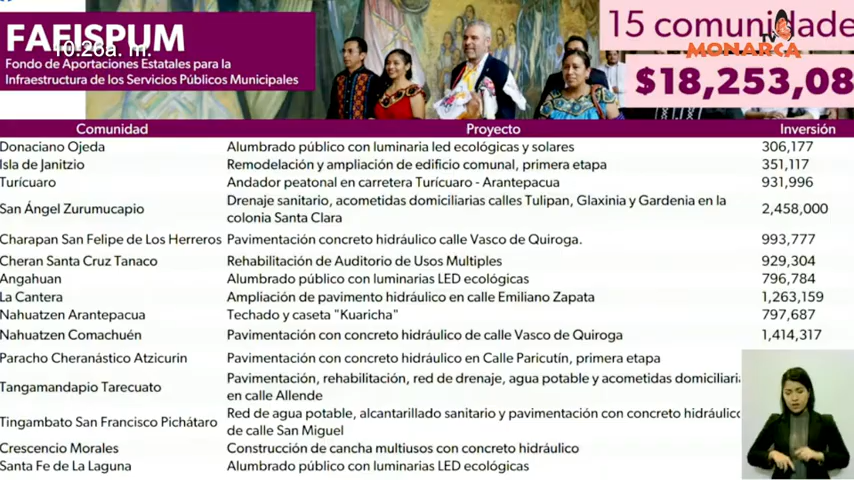 FAFISPUM
10:26a. m.
Fondo de Aportaciones Estatales para la
Infraestructura de los Servicios Públicos Municipales
15 comunidade
TV
MONARCA
$18,253,08
Comunidad Proyecto Inversión
Donaciano Ojeda Alumbrado público con luminaria led ecológicas y solares 306,177
Isla de Janitzio Remodelación y ampliación de edificio comunal, primera etapa 351,117
Turícuaro Andador peatonal en carretera Turícuaro - Arantepacua 931,996
San Ángel Zurumucapio Drenaje sanitario, acometidas domiciliarias calles Tulipan, Glaxinia y Gardenia en la
colonia Santa Clara 2,458,000
Charapan San Felipe de Los Herreros Pavimentación concreto hidráulico calle Vasco de Quiroga. 993,777
Cheran Santa Cruz Tanaco Rehabilitación de Auditorio de Usos Multiples 929,304
Angahuan Alumbrado público con luminarias LED ecológicas 796,784
La Cantera Ampliación de pavimento hidráulico en calle Emiliano Zapata 1,263,159
Nahuatzen Arantepacua Techado y caseta "Kuaricha" 797,687
Nahuatzen Comachuén Pavimentación con concreto hidráulico de calle Vasco de Quiroga 1,414,317
Paracho Cheranástico Atzicurin Pavimentación con concreto hidráulico en Calle Paricutín, primera etapa
Tangamandapio Tarecuato Pavimentación, rehabilitación, red de drenaje, agua potable y acometidas domiciliaria
en calle Allende
Tingambato San Francisco Pichátaro Red de agua potable, alcantarillado sanitario y pavimentación con concreto hidráulico
de calle San Miguel
Crescencio Morales Construcción de cancha multiusos con concreto hidráulico
Santa Fe de La Laguna Alumbrado público con luminarias LED ecológicas